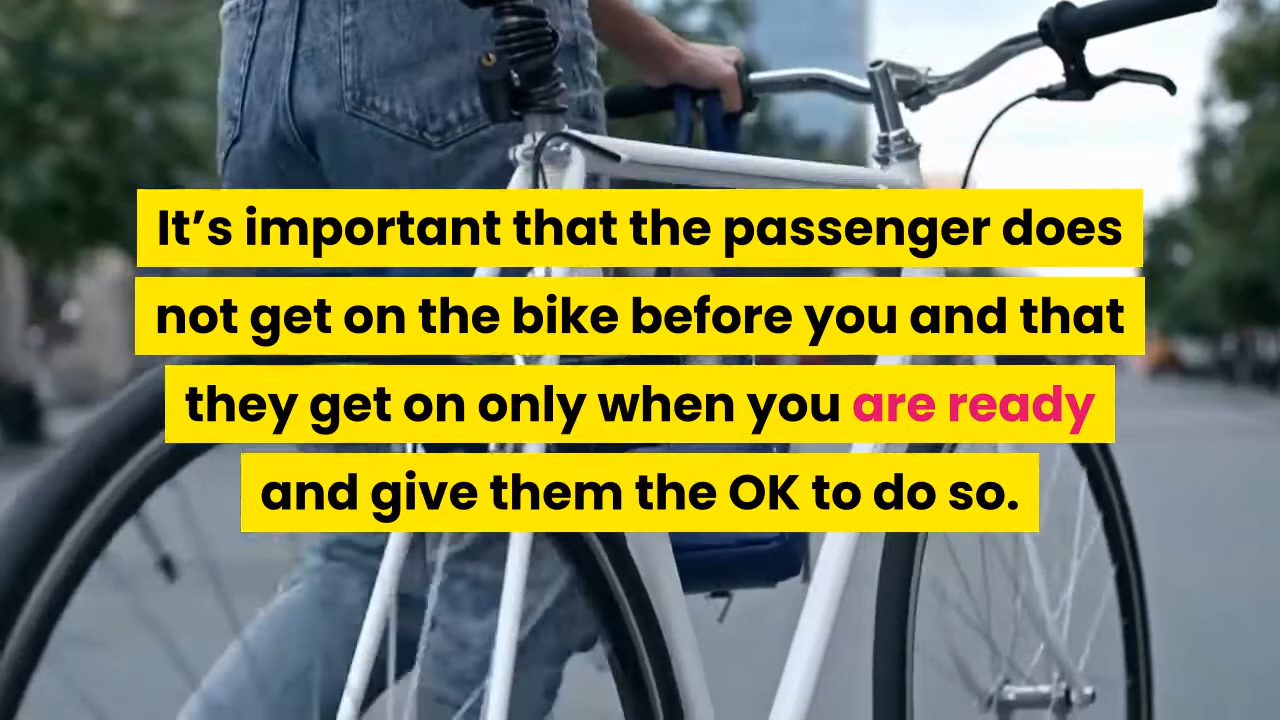 It’s important that the passenger does
not get on the bike before you and that
they get on only when you are ready
and give them the OK to do so.